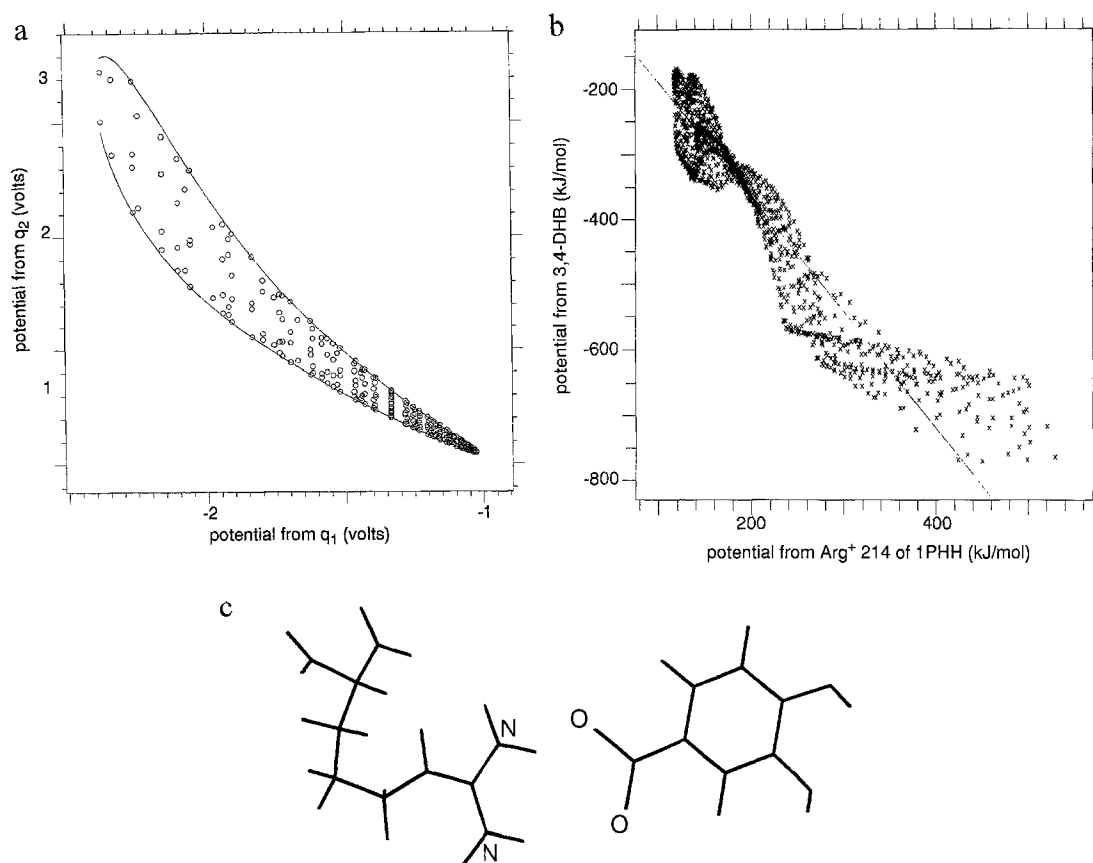 a
3
2
1
potential from q₂ (volts)
-2
-1
potential from q₁ (volts)
b
-200
-400
-600
-800
potential from 3,4-DHB (kJ/mol)
200
400
potential from Arg⁺ 214 of 1PHH (kJ/mol)
c
N
N
O
O